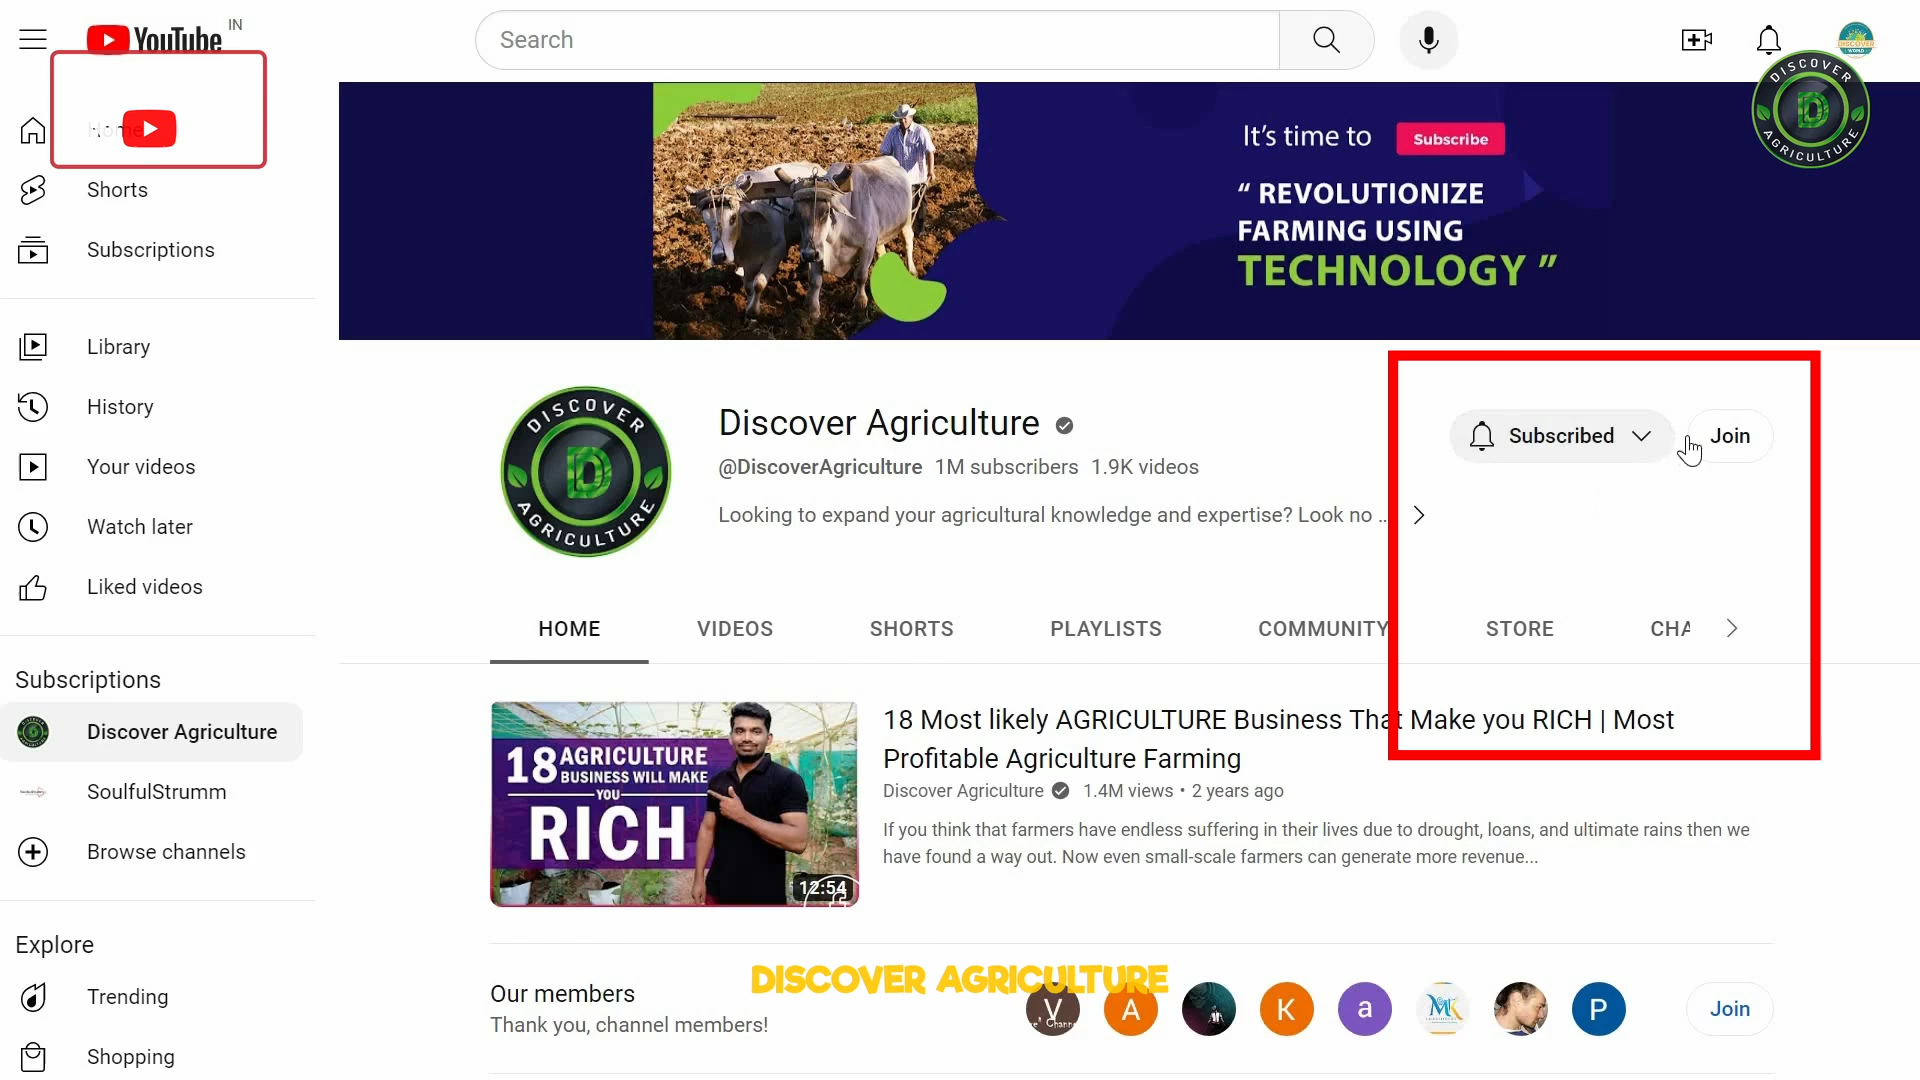 YouTube IN
Search
Home
Shorts
Subscriptions
Library
History
Your videos
Watch later
Liked videos
Subscriptions
Discover Agriculture
SoulfulStrumm
Browse channels
Explore
Trending
Shopping
DISCOVER
D
AGRICULTURE
It's time to Subscribe
“ REVOLUTIONIZE
FARMING USING
TECHNOLOGY ”
DISCOVER
D
AGRICULTURE
Discover Agriculture
@DiscoverAgriculture 1M subscribers 1.9K videos
Looking to expand your agricultural knowledge and expertise? Look no ...
Subscribed
Join
HOME VIDEOS SHORTS PLAYLISTS COMMUNITY STORE CHA
18 AGRICULTURE
BUSINESS WILL MAKE
YOU
RICH
12:54
18 Most likely AGRICULTURE Business That Make you RICH | Most
Profitable Agriculture Farming
Discover Agriculture 1.4M views • 2 years ago
If you think that farmers have endless suffering in their lives due to drought, loans, and ultimate rains then we
have found a way out. Now even small-scale farmers can generate more revenue...
DISCOVER AGRICULTURE
Our members
Thank you, channel members!
V A K a MK P
Join